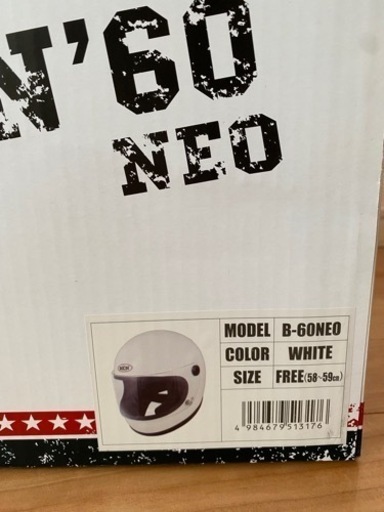 N'60
NEO
MODEL B-60NEO
COLOR WHITE
SIZE FREE(58~59cm)
4 984679 513176